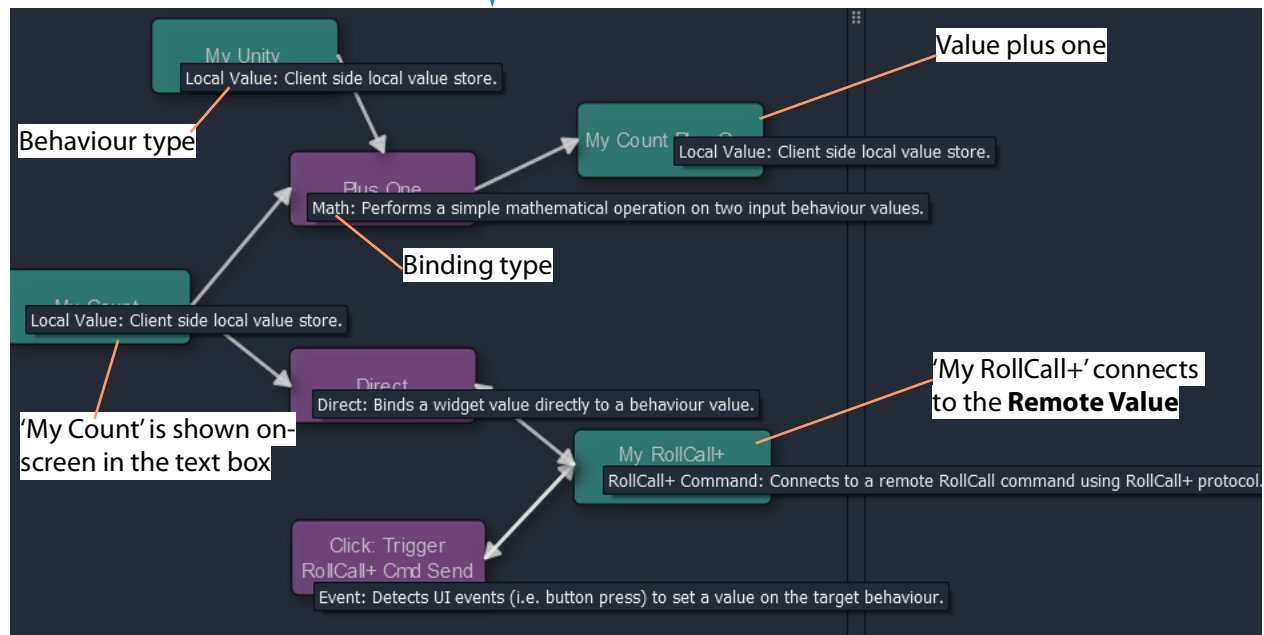 My Unity
Local Value: Client side local value store.
Behaviour type
Value plus one
My Count
Local Value: Client side local value store.
Plus One
Math: Performs a simple mathematical operation on two input behaviour values.
Binding type
My Count
Local Value: Client side local value store.
'My Count' is shown on-
screen in the text box
Direct
Direct: Binds a widget value directly to a behaviour value.
'My RollCall+' connects
to the Remote Value
My RollCall+
RollCall+ Command: Connects to a remote RollCall command using RollCall+ protocol.
Click: Trigger
RollCall+ Cmd Send
Event: Detects UI events (i.e. button press) to set a value on the target behaviour.